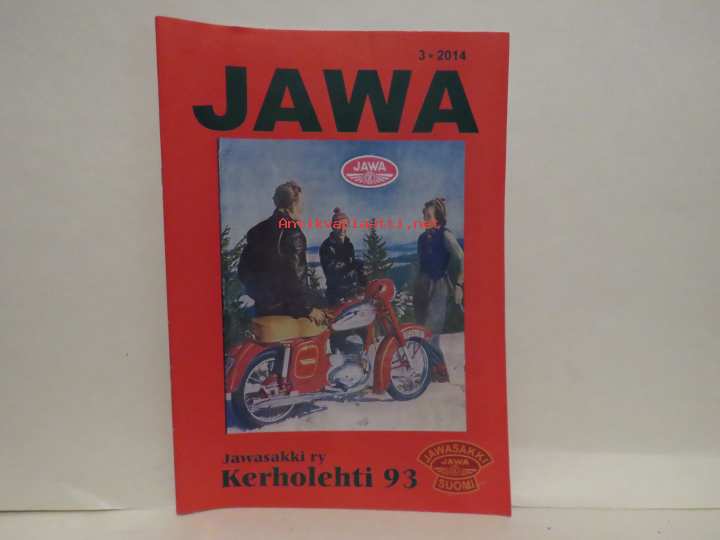 3 • 2014
JAWA
JAWA
Antikvariaatti.net
Jawasakki ry
Kerholehti 93
JAWASAKKI
JAWA
SUOMI